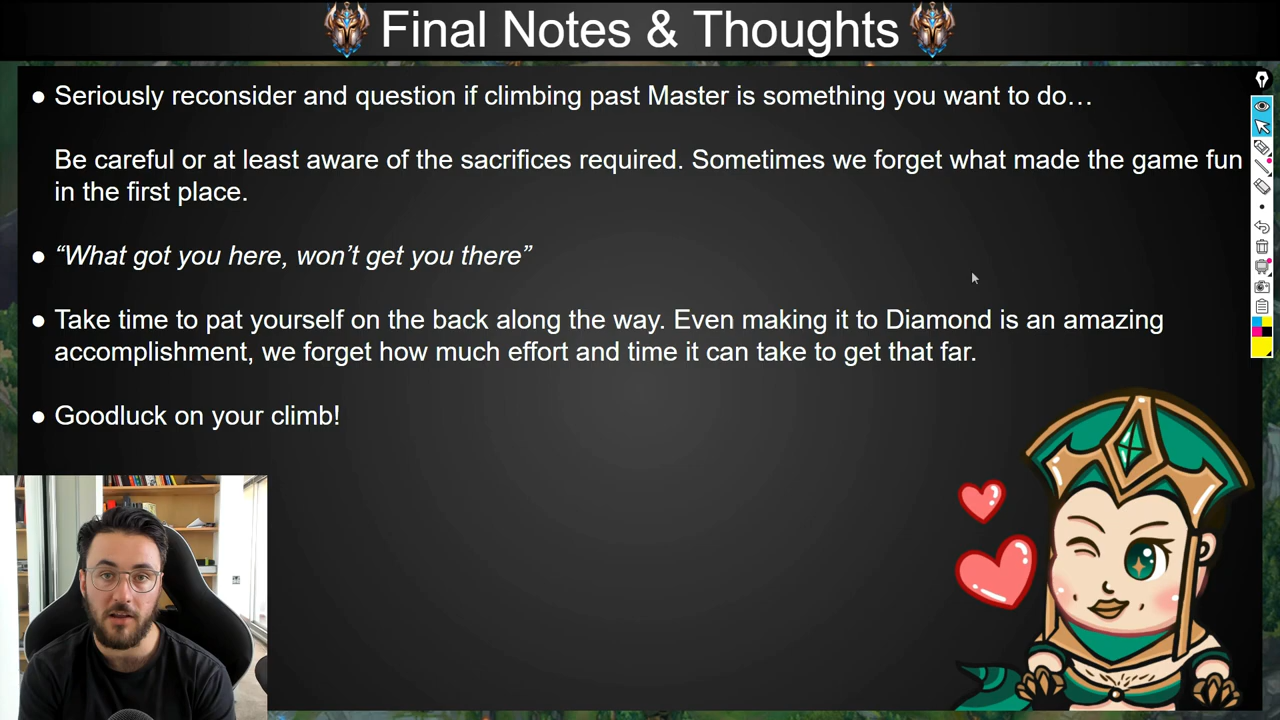 Final Notes & Thoughts
● Seriously reconsider and question if climbing past Master is something you want to do…
Be careful or at least aware of the sacrifices required. Sometimes we forget what made the game fun
in the first place.
● “What got you here, won’t get you there”
● Take time to pat yourself on the back along the way. Even making it to Diamond is an amazing
accomplishment, we forget how much effort and time it can take to get that far.
● Goodluck on your climb!